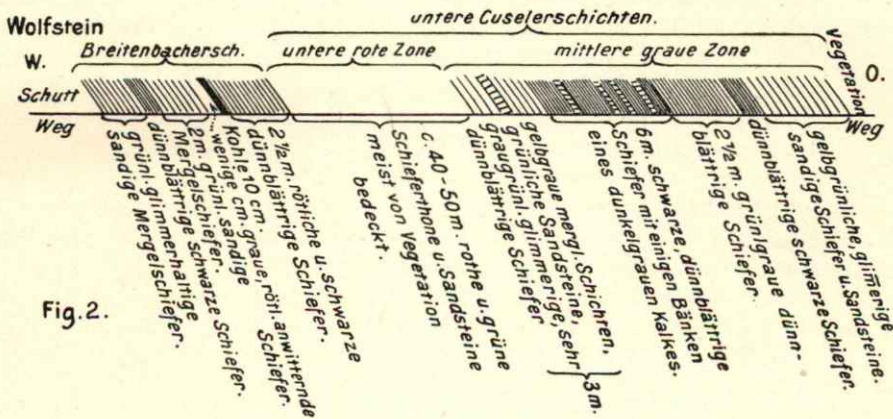 Wolfstein
untere Cuselerschichten.
W.
Breitenbachersch.
untere rote Zone
mittlere graue Zone
Vegetation
O.
Schutt
Weg
Weg
grünl. glimmerhaltige
sandige Mergelschiefer.
dünnblättrige schwarze Schiefer.
2 m. grünl. sandige
Mergelschiefer.
wenige cm. graue, rötl. anwitternde
Schiefer.
Kohle 10 cm.
2½ m. rötliche u. schwarze
dünnblättrige Schiefer.
c. 40-50 m. rothe u. grüne
Schieferthone u. Sandsteine
meist von Vegetation
bedeckt.
gelbgraue mergl. Schichten,
grünliche Sandsteine,
graugrünl. glimmerige, sehr
dünnblättrige Schiefer
3 m.
6 m. schwarze, dünnblättrige
Schiefer mit einigen Bänken
eines dunkelgrauen Kalkes.
2½ m. grünlgraue dünn-
blättrige Schiefer.
dünnblättrige schwarze Schiefer.
gelbgrünliche, glimerige
sandige Schiefer u. Sandsteine.
Fig.2.